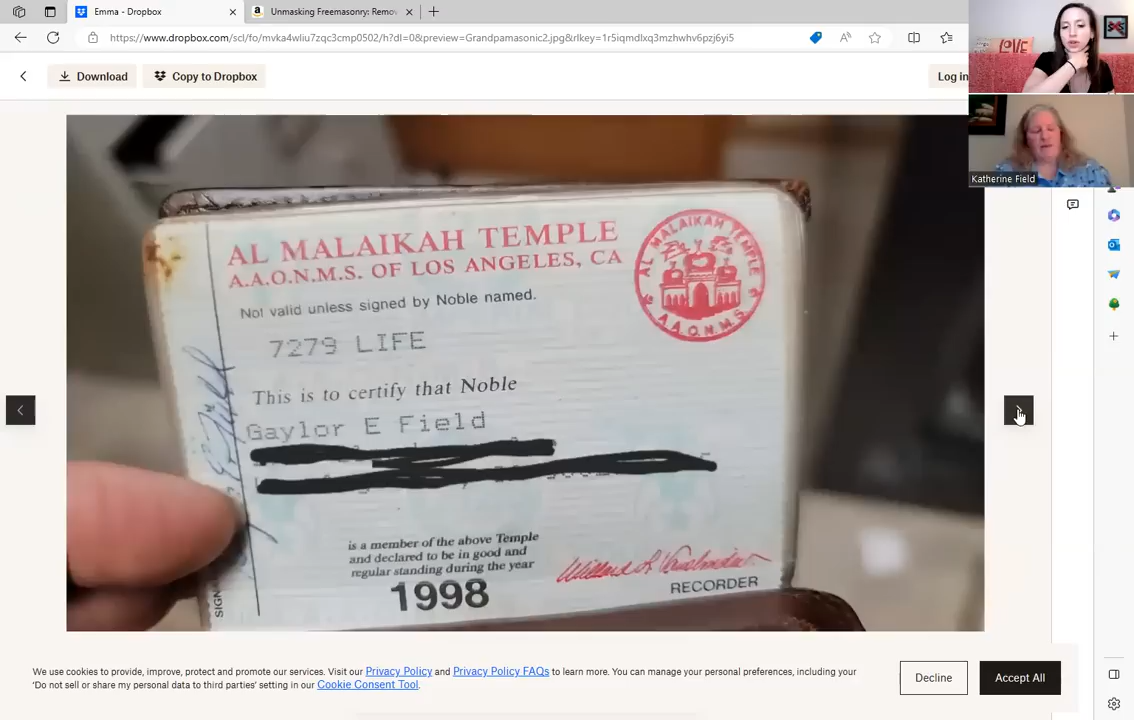 Emma - Dropbox
Unmasking Freemasonry: Remov
https://www.dropbox.com/scl/fo/mvka4wliu7zqc3cmp0502/h?dl=0&preview=Grandpamasonic2.jpg&rlkey=1r5iqmdlxq3mzhwhv6pzj6yi5
Download
Copy to Dropbox
Log in
LOVE
Katherine Field
AL MALAIKAH TEMPLE
A.A.O.N.M.S. OF LOS ANGELES, CA
AL MALAIKAH TEMPLE
A.A.O.N.M.S.
Not valid unless signed by Noble named.
7279 LIFE
This is to certify that Noble
Gaylor E Field
is a member of the above Temple
and declared to be in good and
regular standing during the year
1998
RECORDER
SIGN
We use cookies to provide, improve, protect and promote our services. Visit our Privacy Policy and Privacy Policy FAQs to learn more. You can manage your personal preferences, including your
‘Do not sell or share my personal data to third parties’ setting in our Cookie Consent Tool.
Decline
Accept All